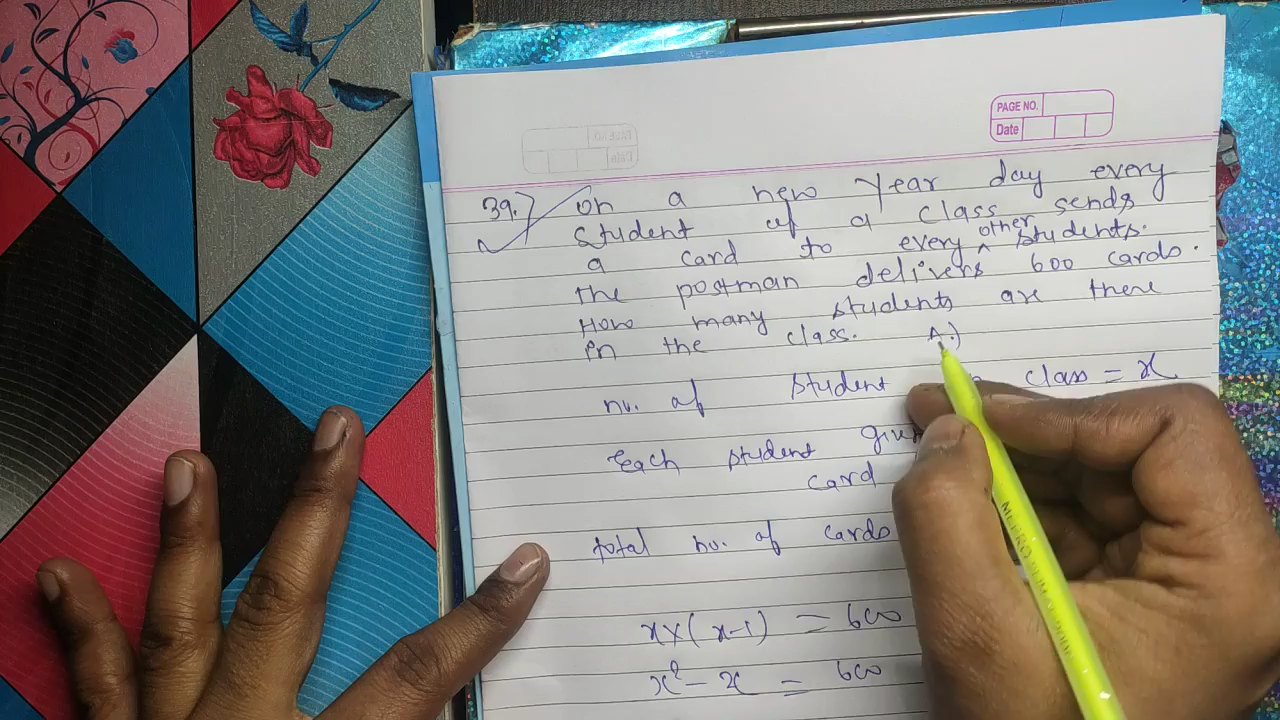 PAGE NO.
Date
39.) On a new Year day every
student of a class sends
a card to every other students.
The postman delivers 600 cards.
How many students are there
in the class. A.)
no. of student class = x
Each student
card
total no. of cards
x×(x-1) = 600
x² - x = 600